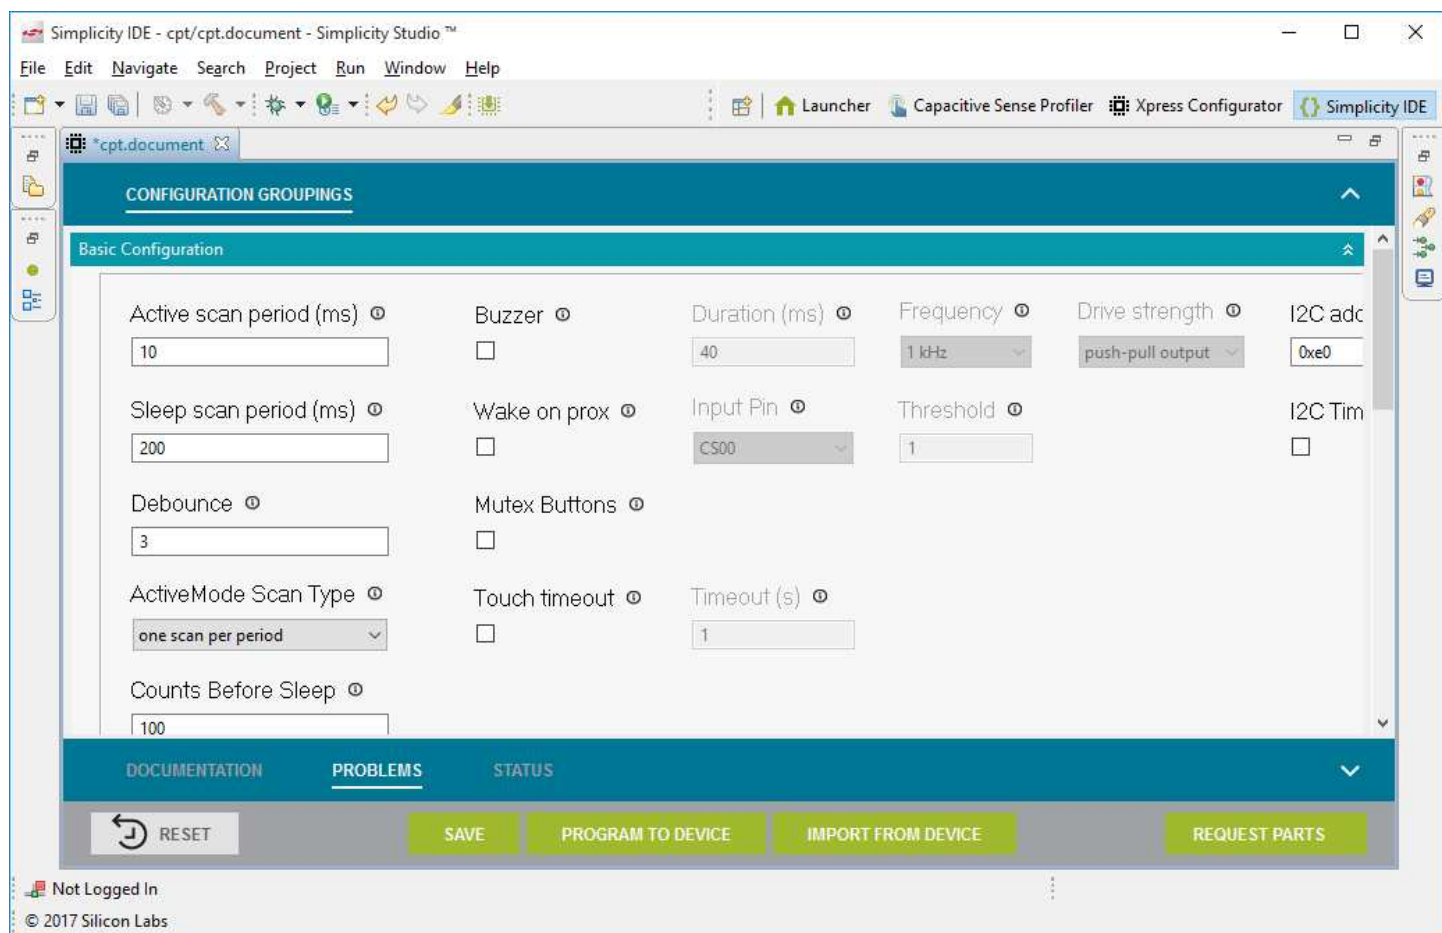 Simplicity IDE - cpt/cpt.document - Simplicity Studio ™
File Edit Navigate Search Project Run Window Help
Launcher Capacitive Sense Profiler Xpress Configurator Simplicity IDE
*cpt.document
CONFIGURATION GROUPINGS
Basic Configuration
Active scan period (ms) Buzzer Duration (ms) Frequency Drive strength I2C add
10 40 1 kHz push-pull output 0xe0
Sleep scan period (ms) Wake on prox Input Pin Threshold I2C Tim
200 CS00 1
Debounce Mutex Buttons
3
ActiveMode Scan Type Touch timeout Timeout (s)
one scan per period 1
Counts Before Sleep
100
DOCUMENTATION PROBLEMS STATUS
RESET SAVE PROGRAM TO DEVICE IMPORT FROM DEVICE REQUEST PARTS
Not Logged In
© 2017 Silicon Labs